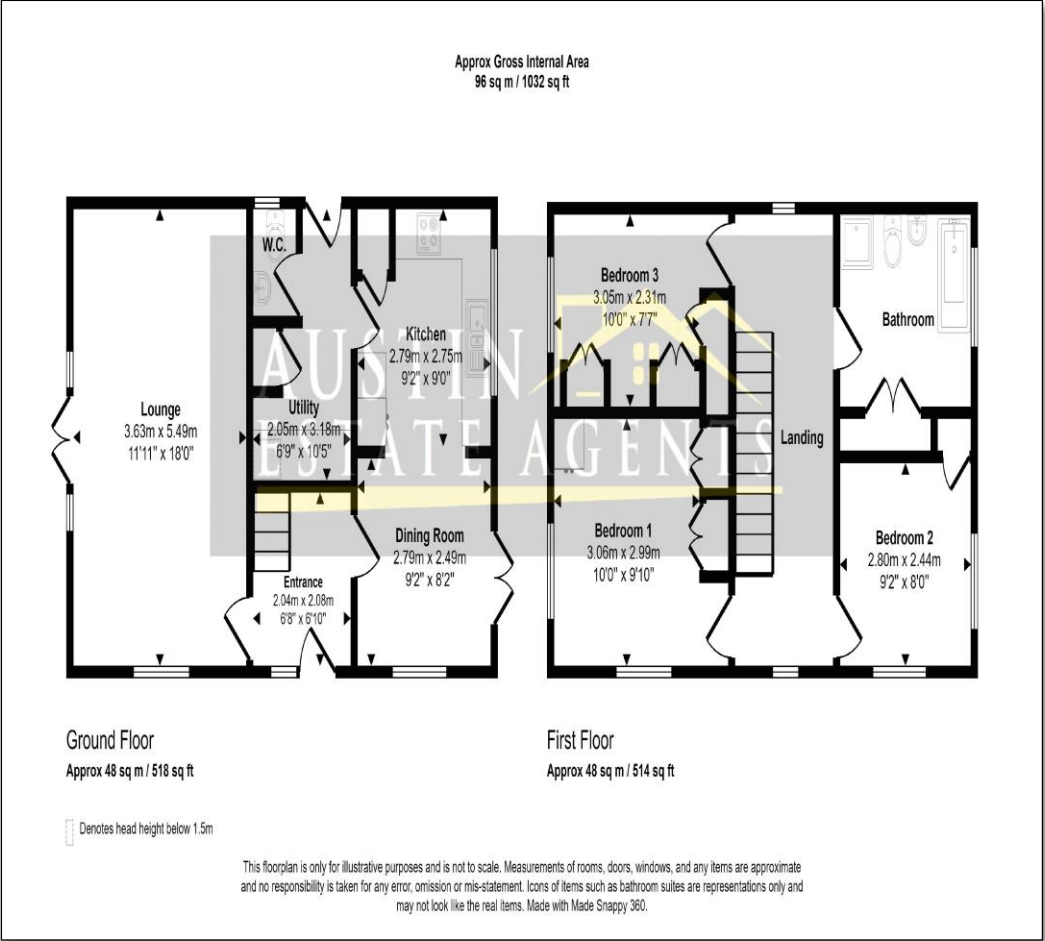 Approx Gross Internal Area
96 sq m / 1032 sq ft
W.C.
Kitchen
2.79m x 2.75m
9'2" x 9'0"
Lounge
3.63m x 5.49m
11'11" x 18'0"
Utility
2.05m x 3.18m
6'9" x 10'5"
Dining Room
2.79m x 2.49m
9'2" x 8'2"
Entrance
2.04m x 2.08m
6'8" x 6'10"
Bedroom 3
3.05m x 2.31m
10'0" x 7'7"
Bathroom
Landing
Bedroom 1
3.06m x 2.99m
10'0" x 9'10"
Bedroom 2
2.80m x 2.44m
9'2" x 8'0"
AUSTIN
ESTATE AGENTS
Ground Floor
Approx 48 sq m / 518 sq ft
First Floor
Approx 48 sq m / 514 sq ft
Denotes head height below 1.5m
This floorplan is only for illustrative purposes and is not to scale. Measurements of rooms, doors, windows, and any items are approximate
and no responsibility is taken for any error, omission or mis-statement. Icons of items such as bathroom suites are representations only and
may not look like the real items. Made with Made Snappy 360.